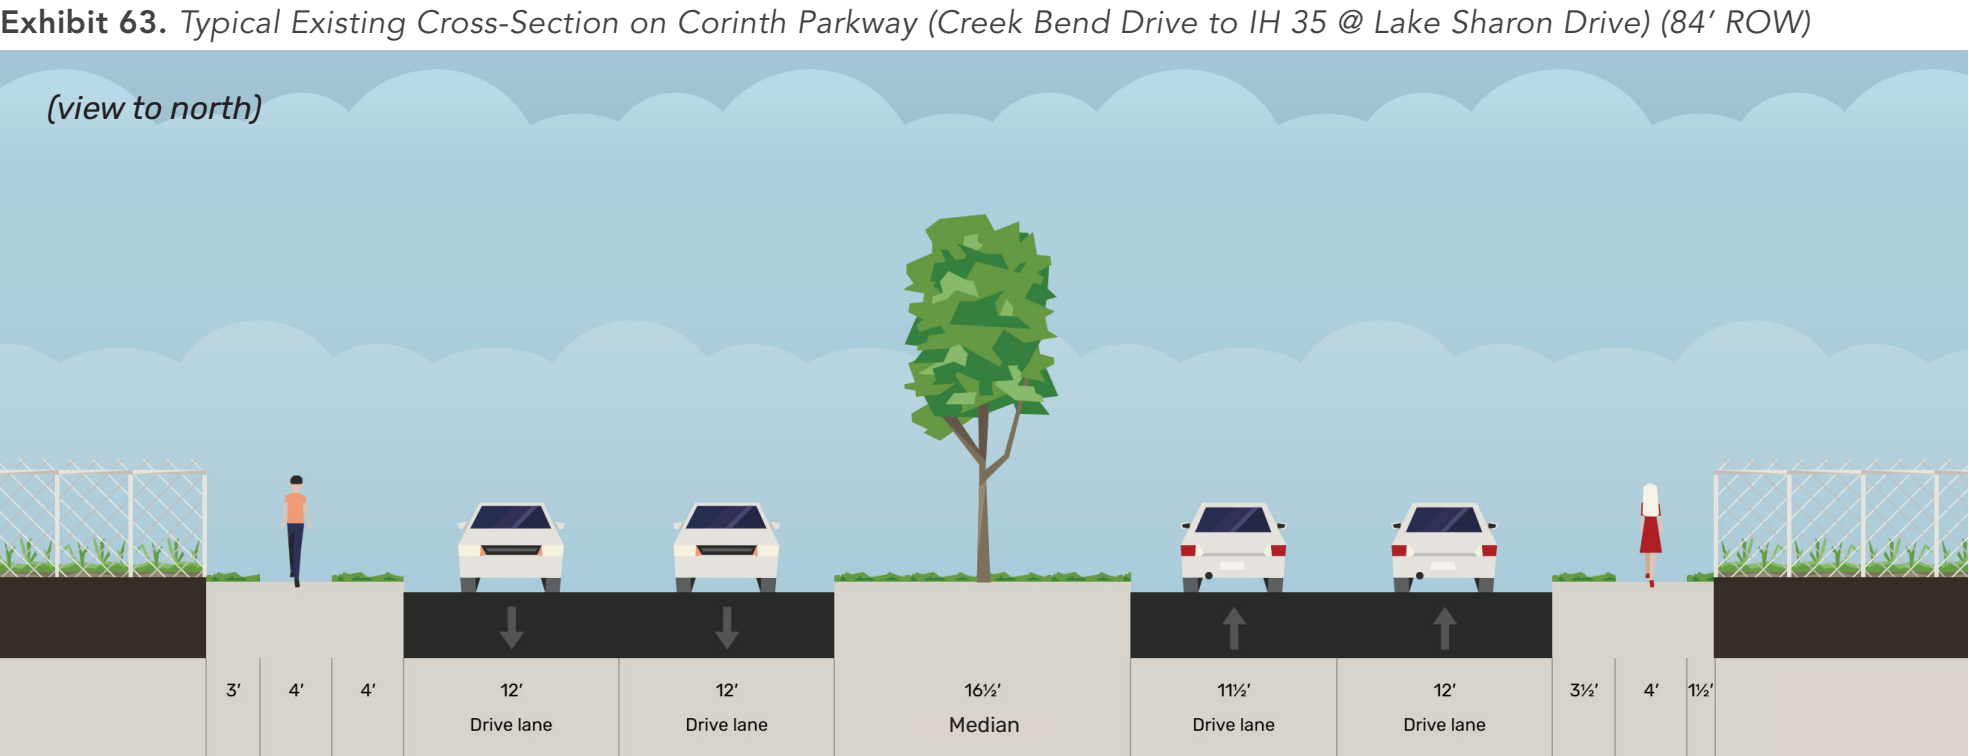 Exhibit 63. Typical Existing Cross-Section on Corinth Parkway (Creek Bend Drive to IH 35 @ Lake Sharon Drive) (84’ ROW)
(view to north)
3’ 4’ 4’ 12’ 12’ 16½’ 11½’ 12’ 3½’ 4’ 1½’
Drive lane Drive lane Median Drive lane Drive lane